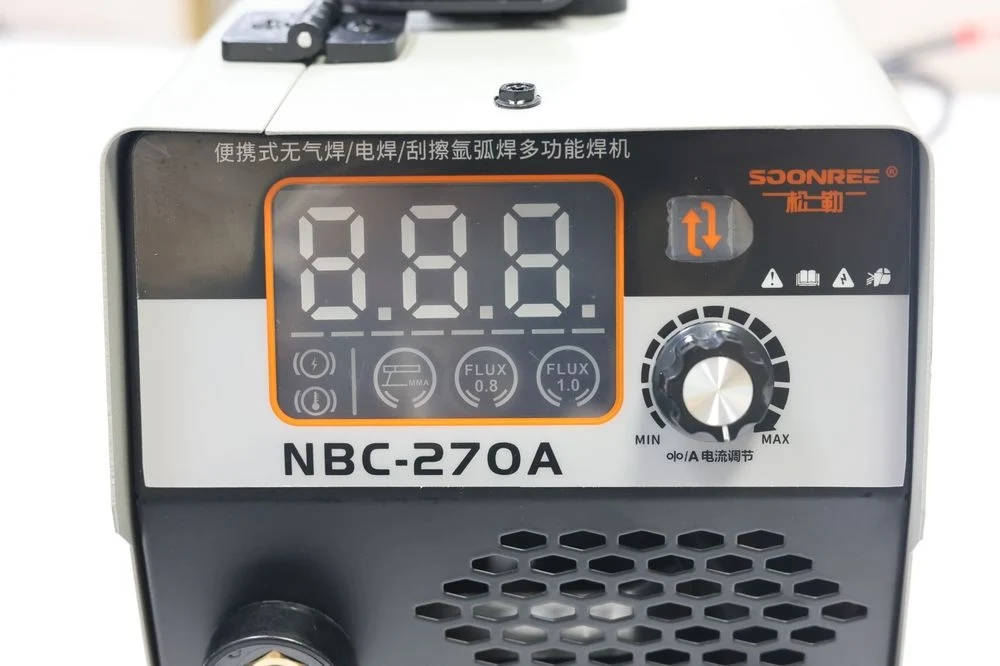 便携式无气焊/电焊/刮擦氩弧焊多功能焊机
SOONREE®
松勒
8.8.8.
MMA
FLUX
0.8
FLUX
1.0
MIN
MAX
/A 电流调节
NBC-270A